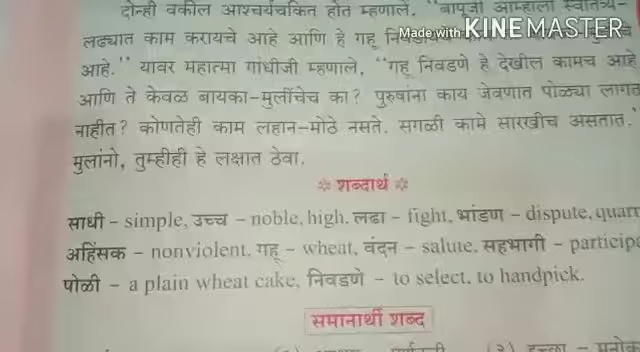 दोन्ही वकील आश्चर्यचकित होत म्हणाले, "बापूजी आम्हाला स्वातंत्र्य-
लढ्यात काम करायचे आहे आणि हे गहू
आहे." यावर महात्मा गांधीजी म्हणाले, "गहू निवडणे हे देखील कामच आहे
आणि ते केवळ बायका-मुलींचेच का? पुरुषांना काय जेवणात पोळ्या लागत
नाहीत? कोणतेही काम लहान-मोठे नसते. सगळी कामे सारखीच असतात.
मुलांनो, तुम्हीही हे लक्षात ठेवा.
Made with KINEMASTER
शब्दार्थ
साधी - simple, उच्च - noble, high. लढा - fight, भांडण - dispute, quarr
अहिंसक - nonviolent, गहू - wheat, वंदन - salute, सहभागी - participa
पोळी - a plain wheat cake, निवडणे - to select, to handpick.
समानार्थी शब्द